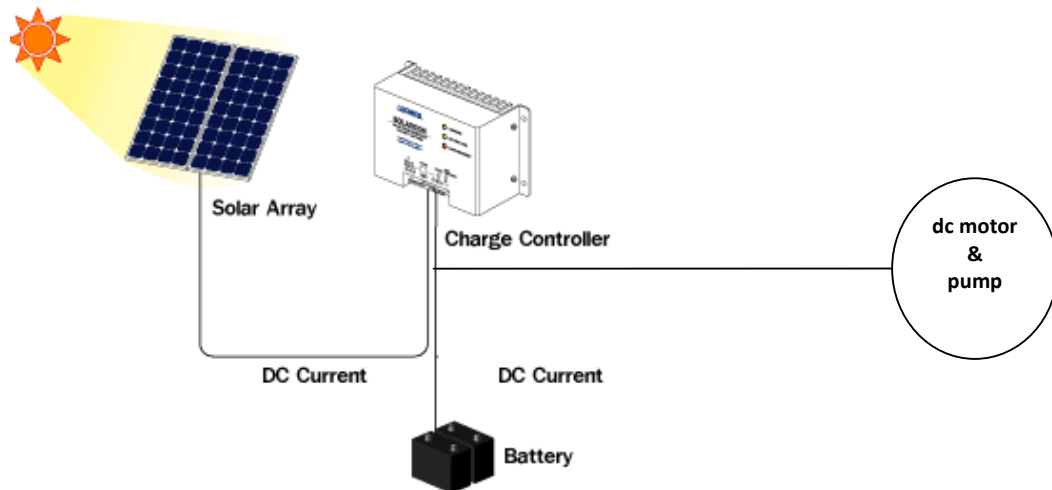 Solar Array
Charge Controller
dc motor
&
pump
DC Current
DC Current
Battery